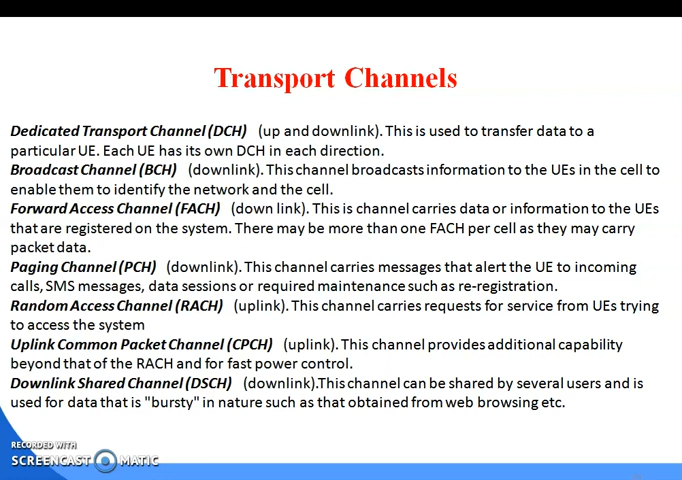 Transport Channels
Dedicated Transport Channel (DCH) (up and downlink). This is used to transfer data to a
particular UE. Each UE has its own DCH in each direction.
Broadcast Channel (BCH) (downlink). This channel broadcasts information to the UEs in the cell to
enable them to identify the network and the cell.
Forward Access Channel (FACH) (down link). This is channel carries data or information to the UEs
that are registered on the system. There may be more than one FACH per cell as they may carry
packet data.
Paging Channel (PCH) (downlink). This channel carries messages that alert the UE to incoming
calls, SMS messages, data sessions or required maintenance such as re-registration.
Random Access Channel (RACH) (uplink). This channel carries requests for service from UEs trying
to access the system
Uplink Common Packet Channel (CPCH) (uplink). This channel provides additional capability
beyond that of the RACH and for fast power control.
Downlink Shared Channel (DSCH) (downlink).This channel can be shared by several users and is
used for data that is "bursty" in nature such as that obtained from web browsing etc.
RECORDED WITH
SCREENCAST MATIC